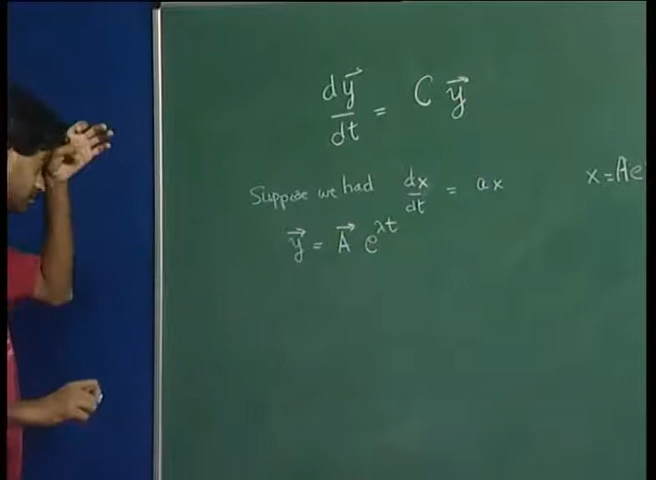 dy⃗/dt = C y⃗
Suppose we had dx/dt = ax x=Ae
y⃗ = A⃗ e^λt